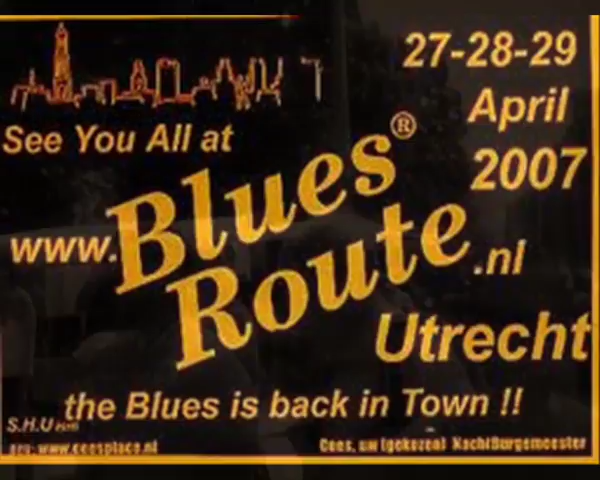 27-28-29
April
2007
See You All at
www.Blues®
Route.nl
Utrecht
the Blues is back in Town !!
S.H.U
www.ceesplace.nl
Cees, uw (gekozen) NachtBurgemeester